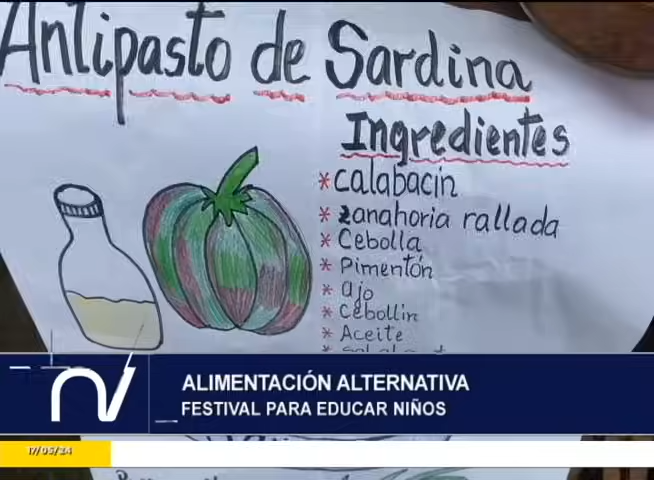 Antipasto de Sardina
Ingredientes
* calabacin
* zanahoria rallada
* Cebolla
* Pimentón
* ajo
* Cebollin
* Aceite
ALIMENTACIÓN ALTERNATIVA
FESTIVAL PARA EDUCAR NIÑOS
17/05/24